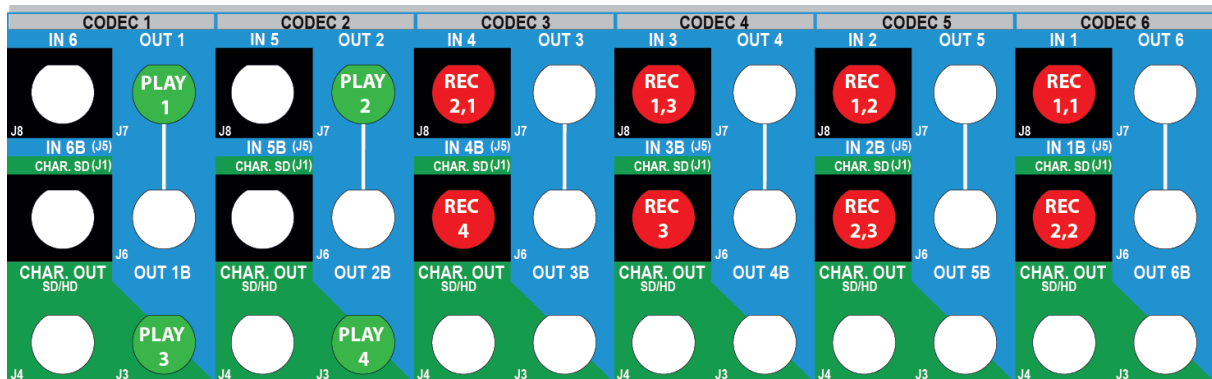 CODEC 1 CODEC 2 CODEC 3 CODEC 4 CODEC 5 CODEC 6
IN 6 OUT 1 IN 5 OUT 2 IN 4 OUT 3 IN 3 OUT 4 IN 2 OUT 5 IN 1 OUT 6
PLAY PLAY REC REC REC REC
1 2 2,1 1,3 1,2 1,1
J8 J7 J8 J7 J8 J7 J8 J7 J8 J7 J8 J7
IN 6B (J5) IN 5B (J5) IN 4B (J5) IN 3B (J5) IN 2B (J5) IN 1B (J5)
CHAR. SD (J1) CHAR. SD (J1) CHAR. SD (J1) CHAR. SD (J1) CHAR. SD (J1) CHAR. SD (J1)
REC REC REC REC
4 3 2,3 2,2
J6 J6 J6 J6 J6 J6
CHAR. OUT OUT 1B CHAR. OUT OUT 2B CHAR. OUT OUT 3B CHAR. OUT OUT 4B CHAR. OUT OUT 5B CHAR. OUT OUT 6B
SD/HD SD/HD SD/HD SD/HD SD/HD SD/HD
PLAY PLAY
3 4
J4 J3 J4 J3 J4 J3 J4 J3 J4 J3 J4 J3